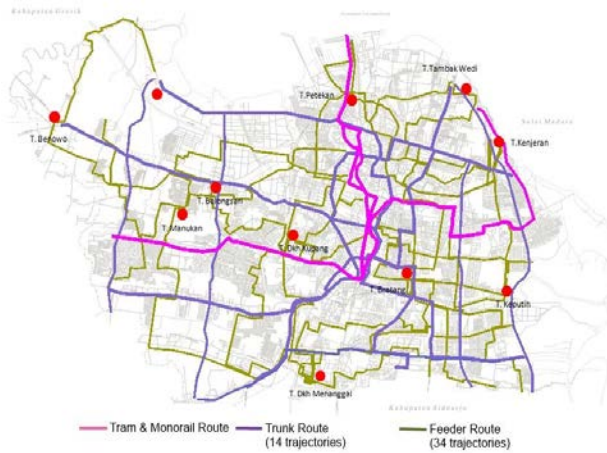 Kabupaten Gresik
T.Tambak Wedi
T.Petekan
Selat Madura
T. Benowo
T.Kenjeran
T. Balongsari
T. Manukan
T. Dkh Kupang
T. Bratang
T. Keputih
T. Dkh Menanggal
Kabupaten Sidoarjo
Tram & Monorail Route
Trunk Route
(14 trajectories)
Feeder Route
(34 trajectories)